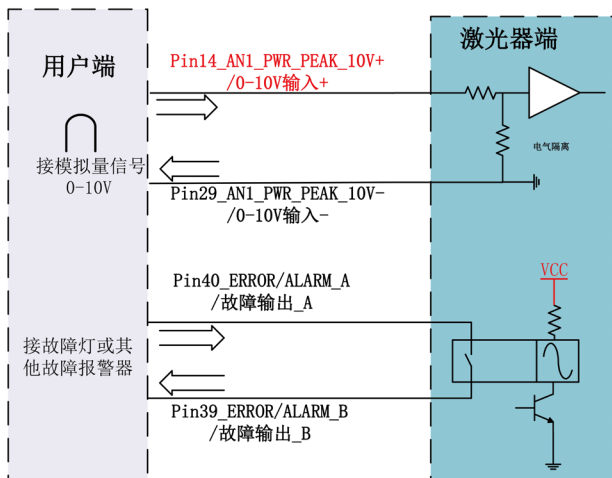 用户端
激光器端
Pin14_AN1_PWR_PEAK_10V+
/0-10V输入+
接模拟量信号
0-10V
电气隔离
Pin29_AN1_PWR_PEAK_10V-
/0-10V输入-
Pin40_ERROR/ALARM_A
/故障输出_A
VCC
接故障灯或其
他故障报警器
Pin39_ERROR/ALARM_B
/故障输出_B